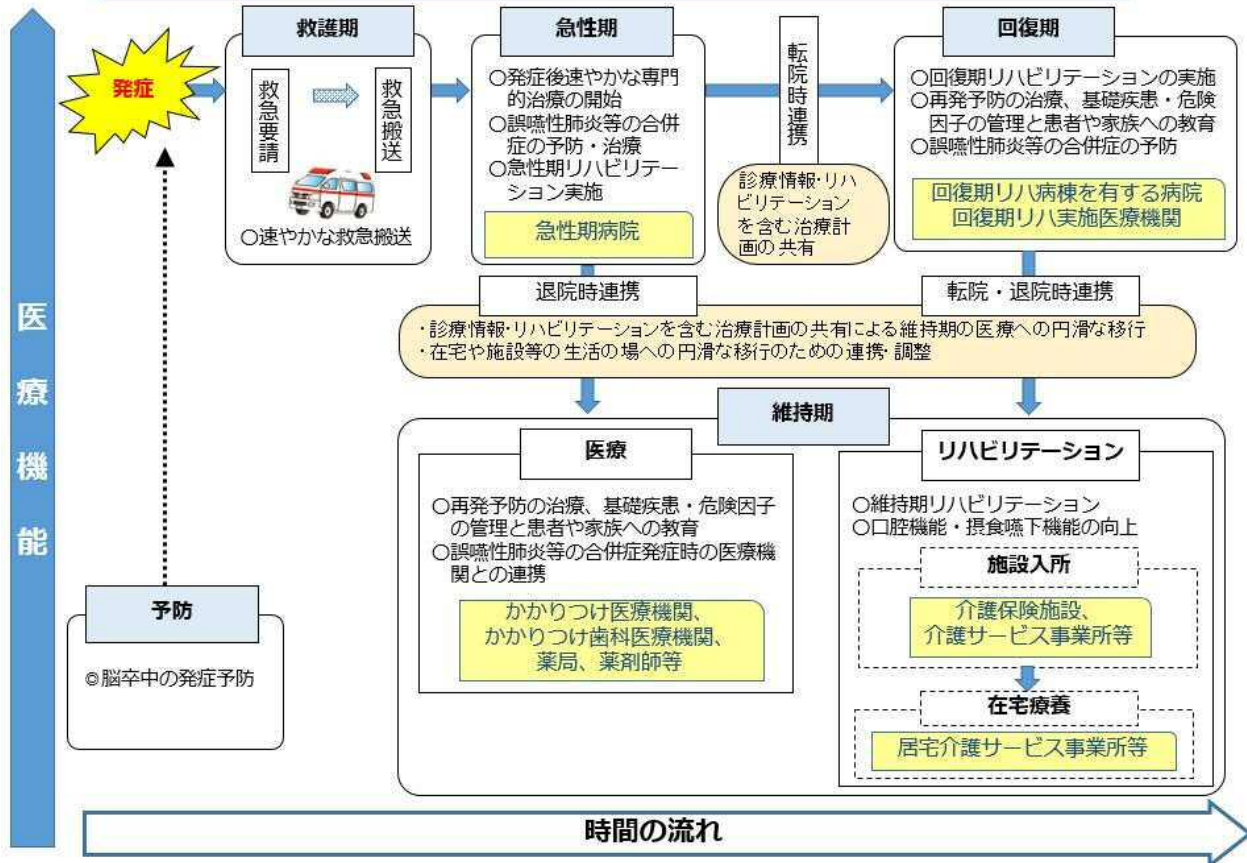 医療機能
発症
救護期
救急要請
救急搬送
〇速やかな救急搬送
急性期
〇発症後速やかな専門
的治療の開始
〇誤嚥性肺炎等の合併
症の予防・治療
〇急性期リハビリテー
ション実施
急性期病院
転院時連携
診療情報・リハ
ビリテーション
を含む治療計
画の共有
回復期
〇回復期リハビリテーションの実施
〇再発予防の治療、基礎疾患・危険
因子の管理と患者や家族への教育
〇誤嚥性肺炎等の合併症の予防
回復期リハ病棟を有する病院
回復期リハ実施医療機関
退院時連携
転院・退院時連携
・診療情報・リハビリテーションを含む治療計画の共有による維持期の医療への円滑な移行
・在宅や施設等の生活の場への円滑な移行のための連携・調整
維持期
医療
〇再発予防の治療、基礎疾患・危険因子
の管理と患者や家族への教育
〇誤嚥性肺炎等の合併症発症時の医療機
関との連携
かかりつけ医療機関、
かかりつけ歯科医療機関、
薬局、薬剤師等
リハビリテーション
〇維持期リハビリテーション
〇口腔機能・摂食嚥下機能の向上
施設入所
介護保険施設、
介護サービス事業所等
在宅療養
居宅介護サービス事業所等
予防
◎脳卒中の発症予防
時間の流れ